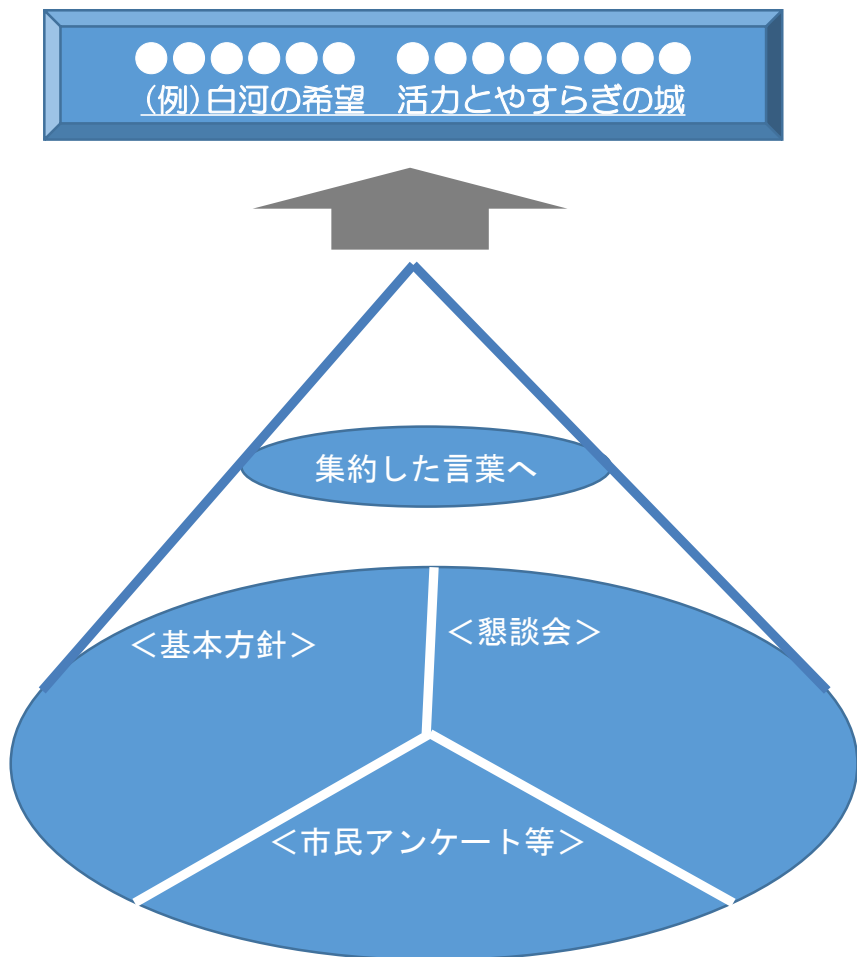 ●●●●●●　●●●●●●●●
(例)白河の希望　活力とやすらぎの城
集約した言葉へ
＜基本方針＞
＜懇談会＞
＜市民アンケート等＞